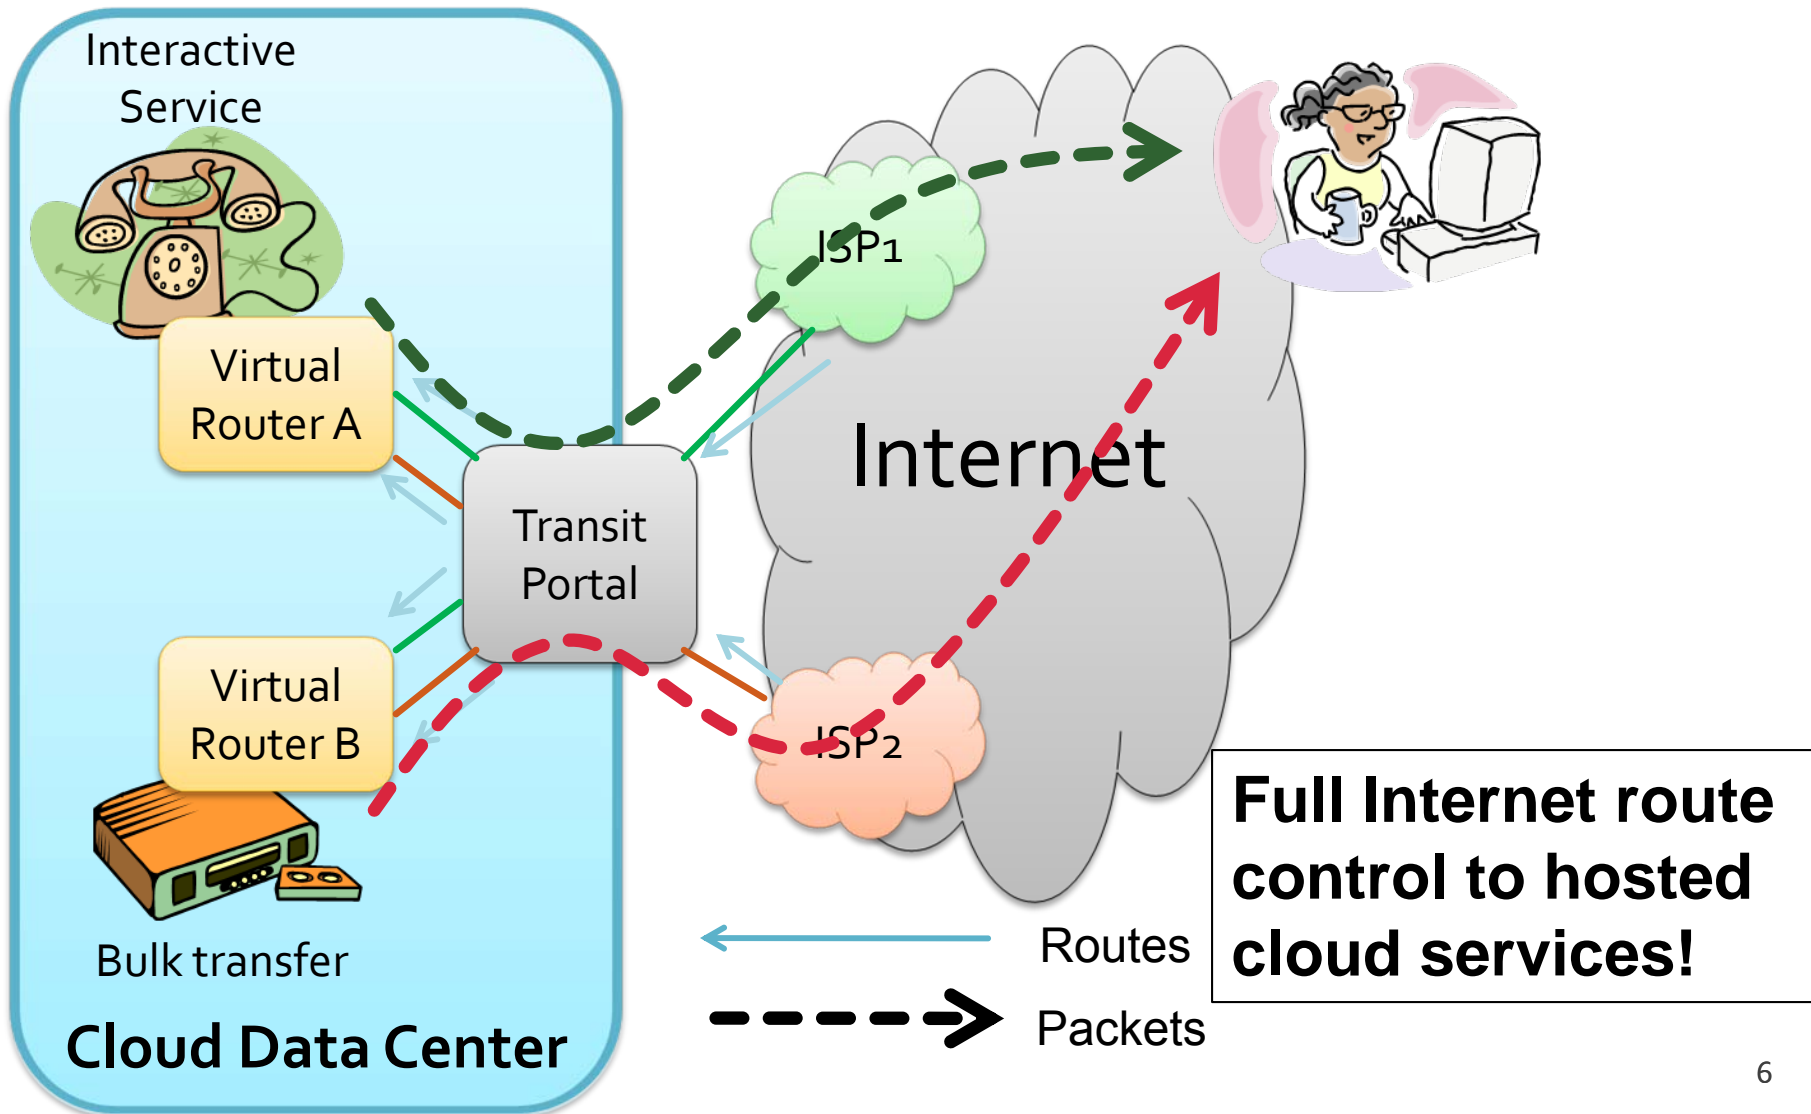 Interactive
Service
Virtual
Router A
Transit
Portal
Virtual
Router B
Bulk transfer
Cloud Data Center
ISP1
Internet
ISP2
Routes
Packets
Full Internet route
control to hosted
cloud services!
6